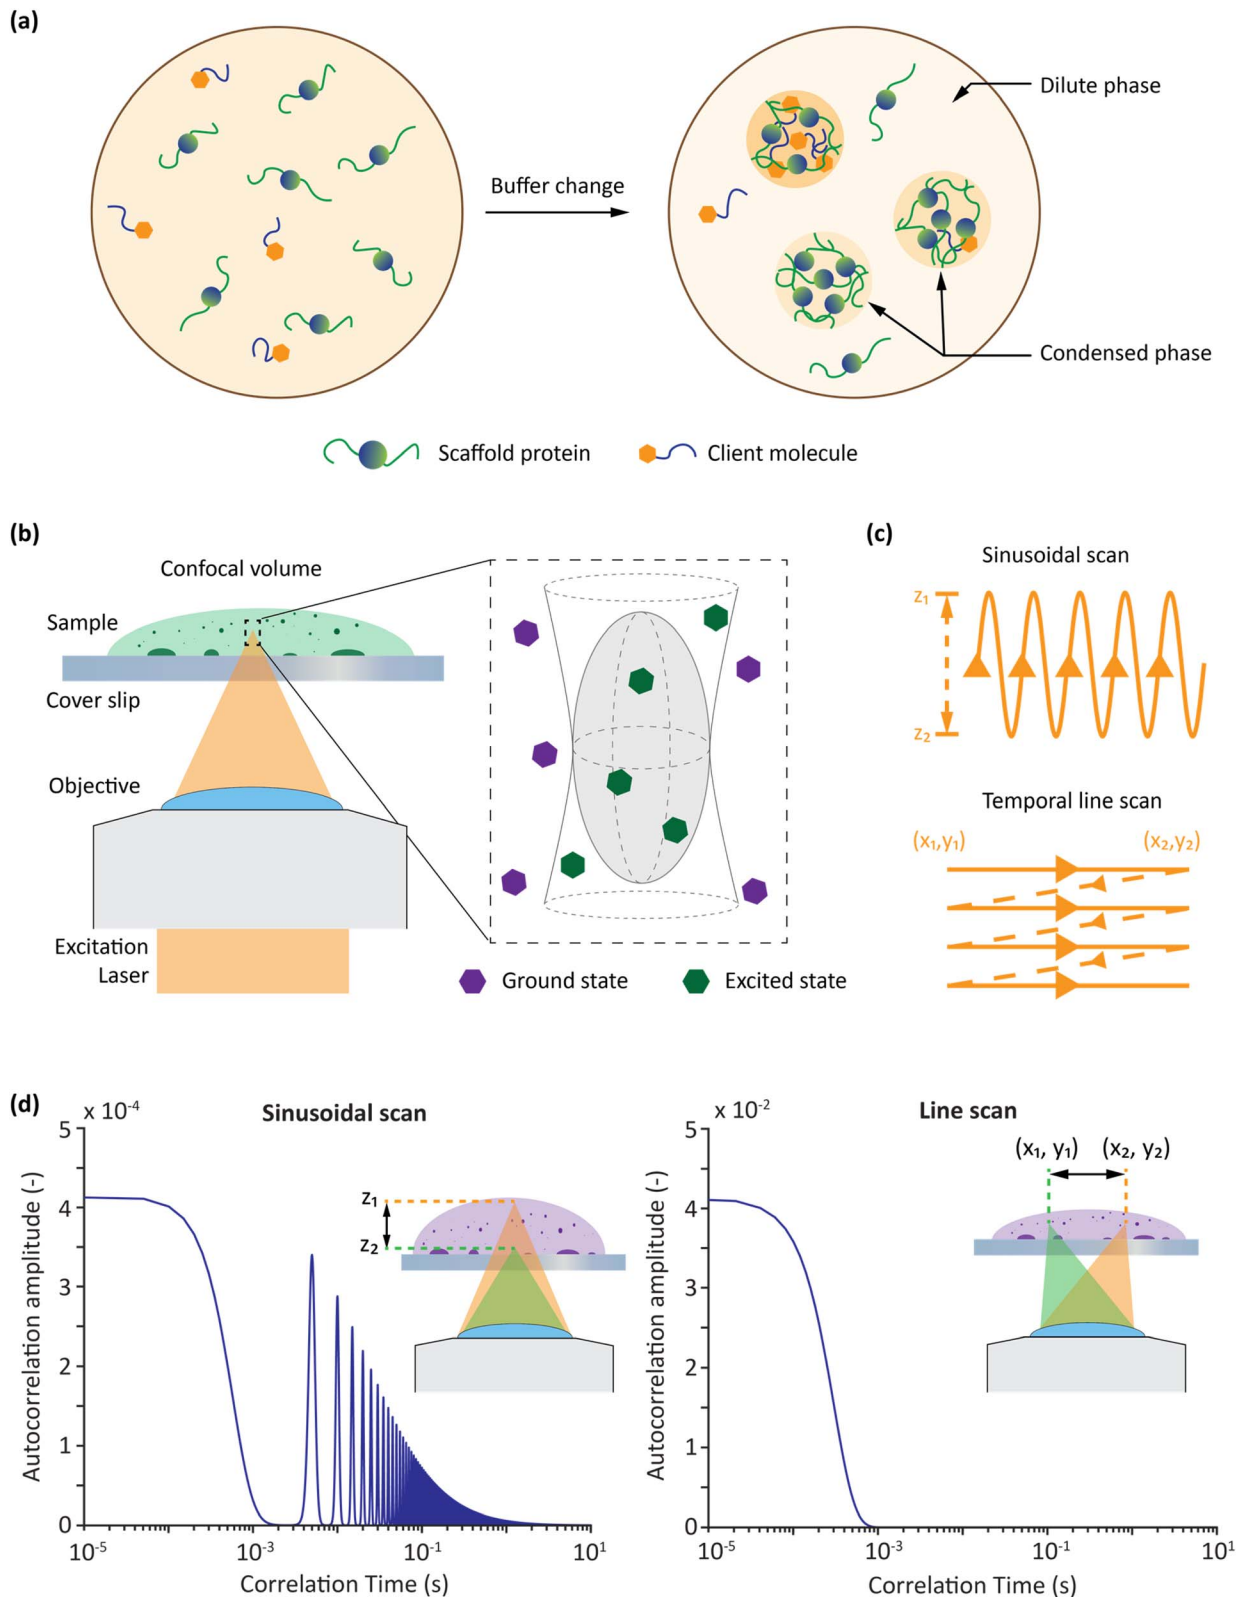 (a)
Dilute phase
Buffer change
Condensed phase
Scaffold protein
Client molecule
(b)
Confocal volume
Sample
Cover slip
Objective
Excitation
Laser
Ground state
Excited state
(c)
Sinusoidal scan
z₁
z₂
Temporal line scan
(x₁,y₁) (x₂,y₂)
(d)
x 10⁻⁴
Sinusoidal scan
5
4
3
2
1
0
Autocorrelation amplitude (-)
z₁
z₂
10⁻⁵ 10⁻³ 10⁻¹ 10¹
Correlation Time (s)
x 10⁻²
Line scan
(x₁, y₁) (x₂, y₂)
5
4
3
2
1
0
Autocorrelation amplitude (-)
10⁻⁵ 10⁻³ 10⁻¹ 10¹
Correlation Time (s)